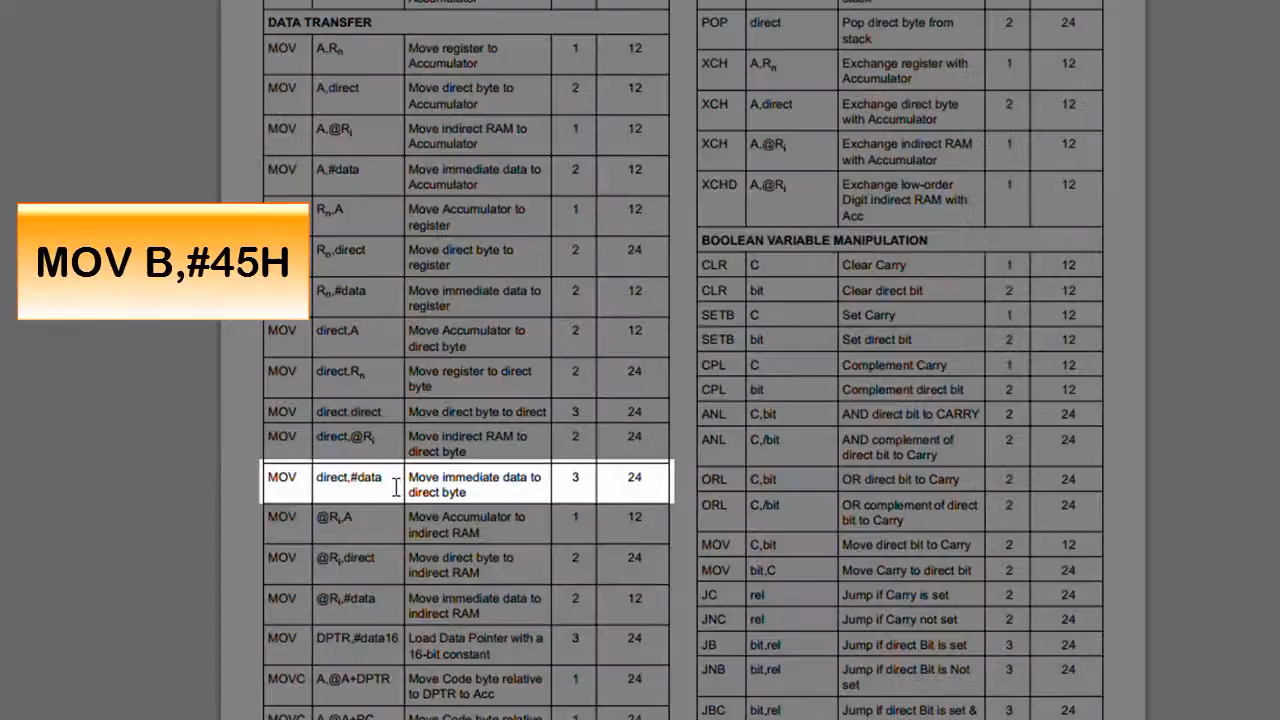 Accumulator
DATA TRANSFER
MOV A,Rn Move register to 1 12
Accumulator
MOV A,direct Move direct byte to 2 12
Accumulator
MOV A,@Ri Move indirect RAM to 1 12
Accumulator
MOV A,#data Move immediate data to 2 12
Accumulator
Rn,A Move Accumulator to 1 12
register
Rn,direct Move direct byte to 2 24
register
Rn,#data Move immediate data to 2 12
register
MOV direct,A Move Accumulator to 2 12
direct byte
MOV direct,Rn Move register to direct 2 24
byte
MOV direct,direct Move direct byte to direct 3 24
MOV direct,@Ri Move indirect RAM to 2 24
direct byte
MOV direct,#data Move immediate data to 3 24
direct byte
MOV @Ri,A Move Accumulator to 1 12
indirect RAM
MOV @Ri,direct Move direct byte to 2 24
indirect RAM
MOV @Ri,#data Move immediate data to 2 12
indirect RAM
MOV DPTR,#data16 Load Data Pointer with a 3 24
16-bit constant
MOVC A,@A+DPTR Move Code byte relative 1 24
to DPTR to Acc
MOVC A,@A+PC Move Code byte relative 1 24
MOV B,#45H
stack
POP direct Pop direct byte from 2 24
stack
XCH A,Rn Exchange register with 1 12
Accumulator
XCH A,direct Exchange direct byte 2 12
with Accumulator
XCH A,@Ri Exchange indirect RAM 1 12
with Accumulator
XCHD A,@Ri Exchange low-order 1 12
Digit indirect RAM with
Acc
BOOLEAN VARIABLE MANIPULATION
CLR C Clear Carry 1 12
CLR bit Clear direct bit 2 12
SETB C Set Carry 1 12
SETB bit Set direct bit 2 12
CPL C Complement Carry 1 12
CPL bit Complement direct bit 2 12
ANL C,bit AND direct bit to CARRY 2 24
ANL C,/bit AND complement of 2 24
direct bit to Carry
ORL C,bit OR direct bit to Carry 2 24
ORL C,/bit OR complement of direct 2 24
bit to Carry
MOV C,bit Move direct bit to Carry 2 12
MOV bit,C Move Carry to direct bit 2 24
JC rel Jump if Carry is set 2 24
JNC rel Jump if Carry not set 2 24
JB bit,rel Jump if direct Bit is set 3 24
JNB bit,rel Jump if direct Bit is Not 3 24
set
JBC bit,rel Jump if direct Bit is set & 3 24